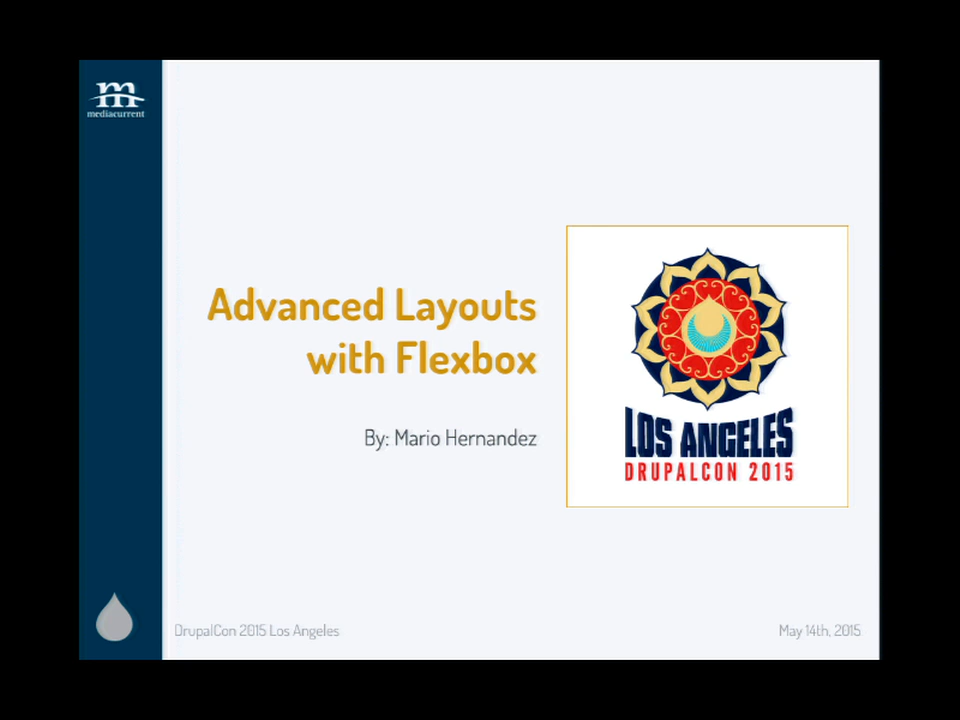 m
mediacurrent
Advanced Layouts
with Flexbox
By: Mario Hernandez
LOS ANGELES
DRUPALCON 2015
DrupalCon 2015 Los Angeles
May 14th, 2015